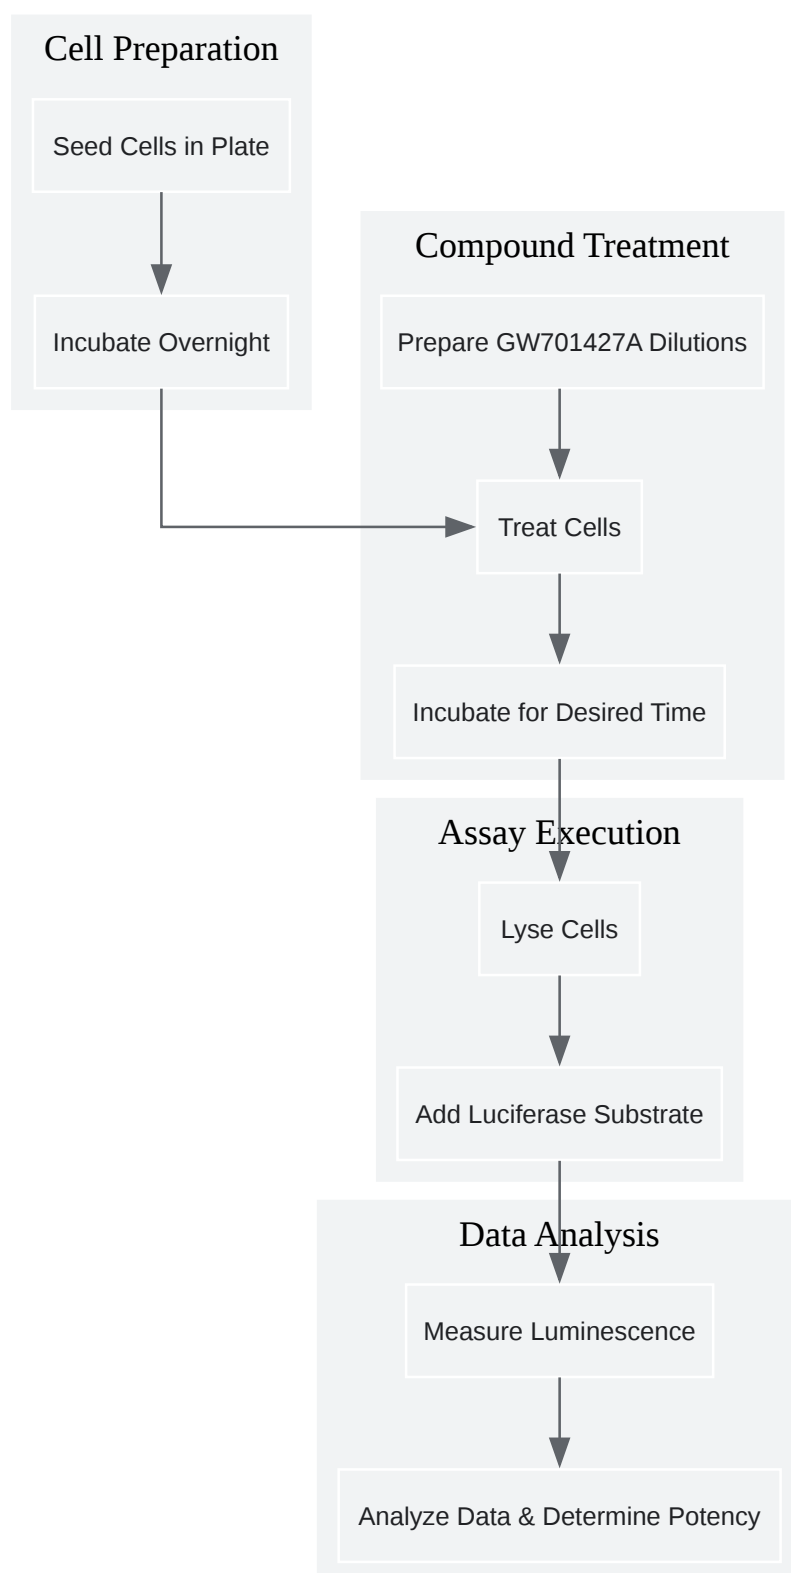 Cell Preparation
Seed Cells in Plate
Incubate Overnight
Compound Treatment
Prepare GW701427A Dilutions
Treat Cells
Incubate for Desired Time
Assay Execution
Lyse Cells
Add Luciferase Substrate
Data Analysis
Measure Luminescence
Analyze Data & Determine Potency